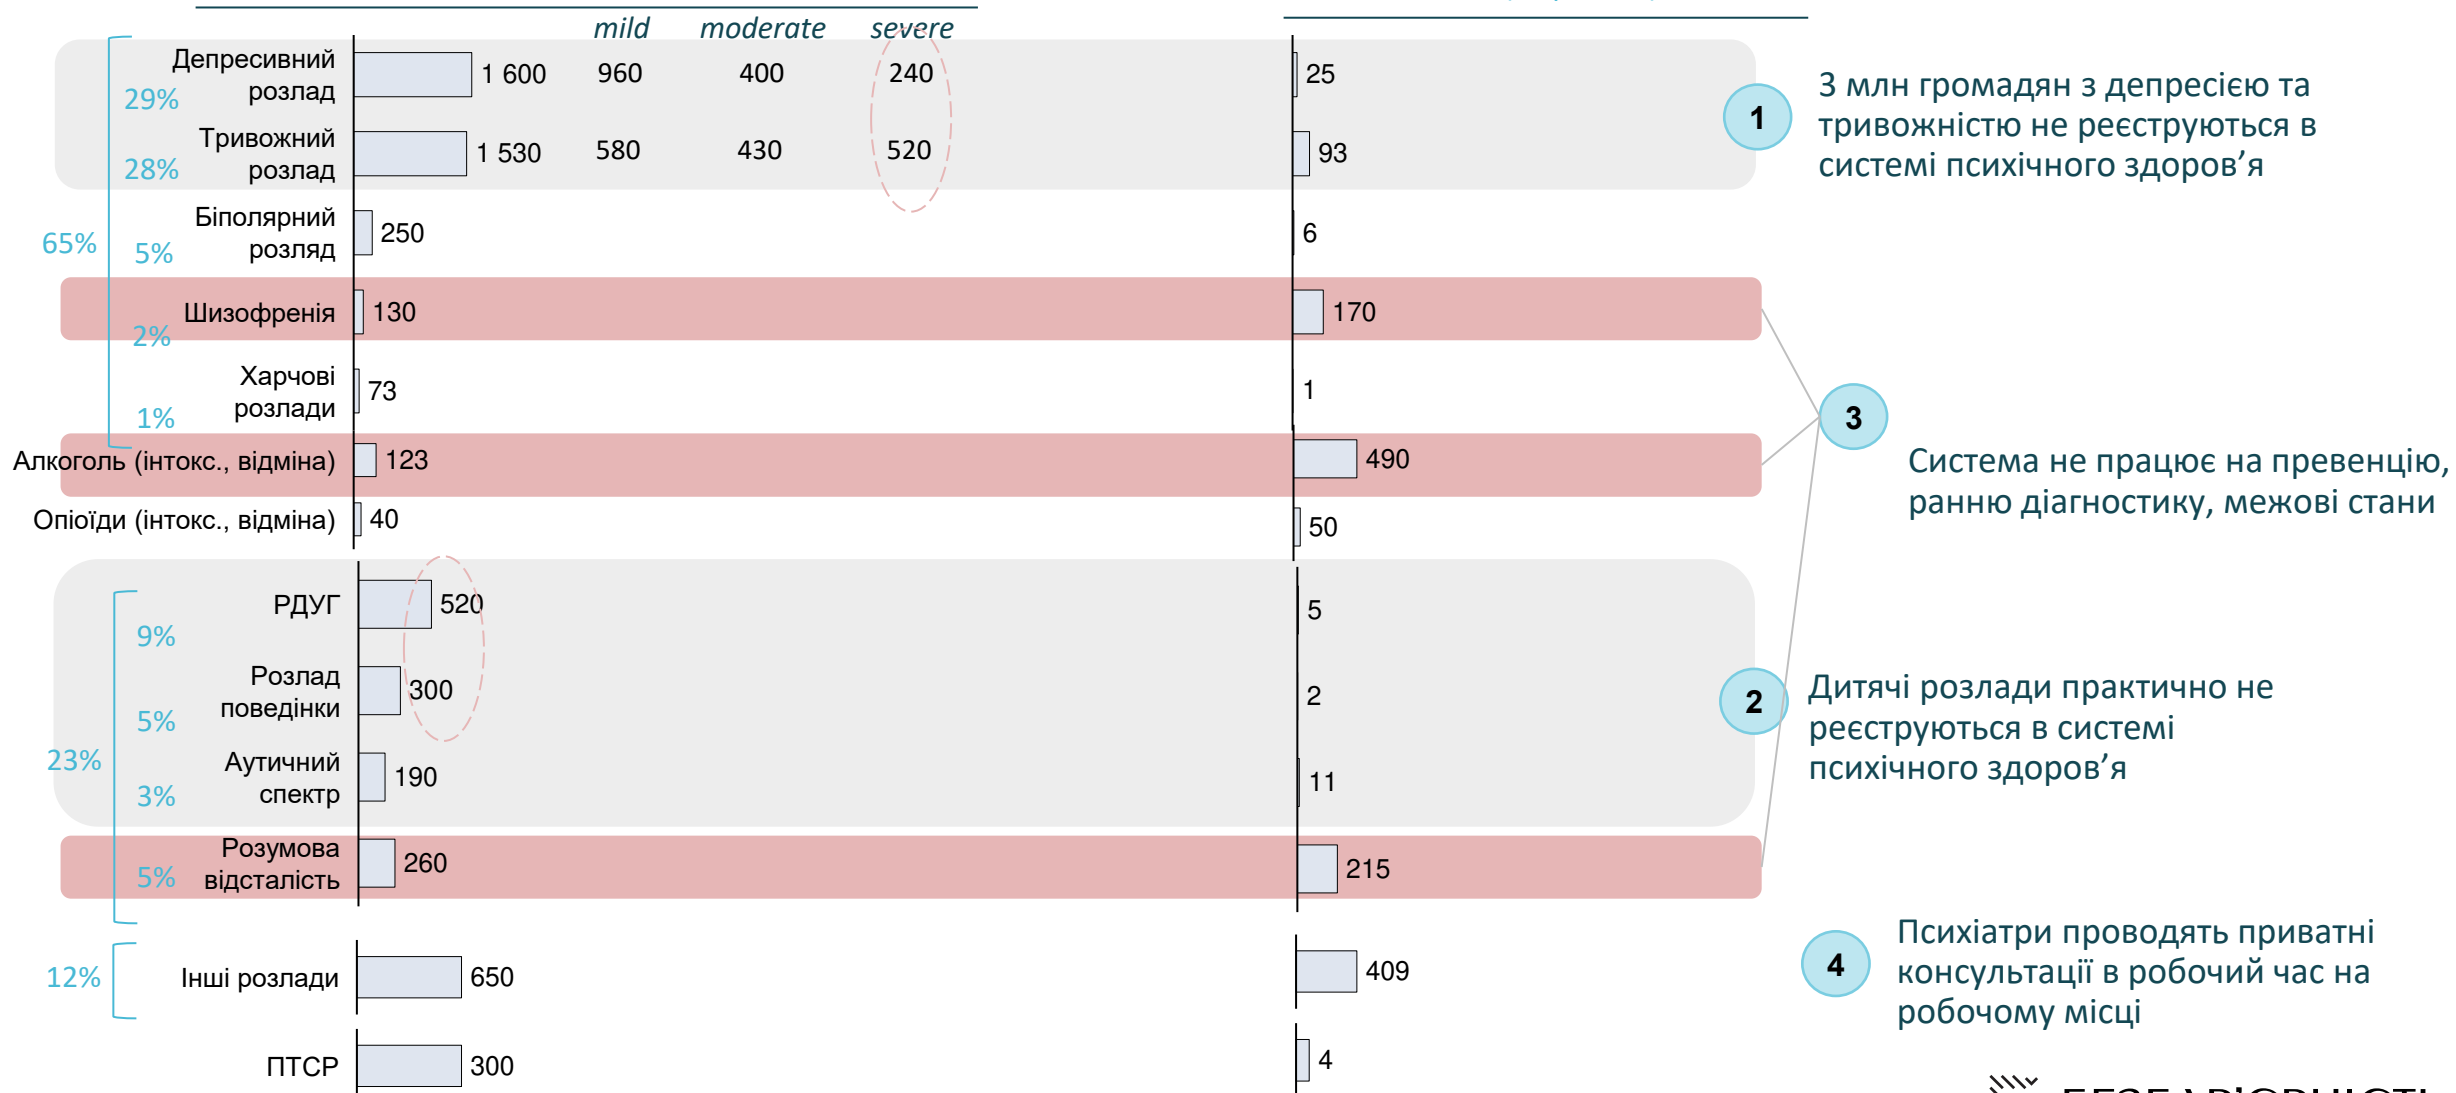 mild moderate severe
Депресивний
розлад
29%
1 600 960 400 240
25
Тривожний
розлад
28%
1 530 580 430 520
93
1
3 млн громадян з депресією та
тривожністю не реєструються в
системі психічного здоров’я
65%
Біполярний
розляд
5%
250
6
Шизофренія
2%
130
170
Харчові
розлади
1%
73
1
Алкоголь (інтокс., відміна)
123
490
Опіоїди (інтокс., відміна)
40
50
3
Система не працює на превенцію,
ранню діагностику, межові стани
РДУГ
9%
520
5
Розлад
поведінки
5%
300
2
23%
Аутичний
спектр
3%
190
11
2
Дитячі розлади практично не
реєструються в системі
психічного здоров’я
Розумова
відсталість
5%
260
215
12%
Інші розлади
650
409
4
Психіатри проводять приватні
консультації в робочий час на
робочому місці
ПТСР
300
4